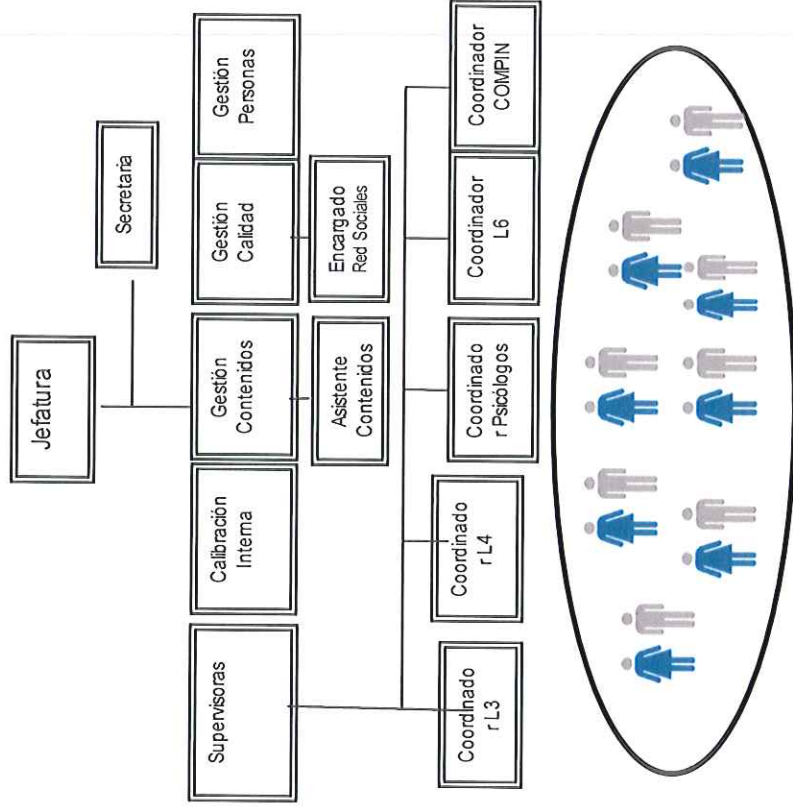 Jefatura
Secretaria
Supervisoras
Calibración
Interna
Gestión
Contenidos
Gestión
Calidad
Gestión
Personas
Asistente
Contenidos
Encargado
Red Sociales
Coordinado
r L3
Coordinado
r L4
Coordinado
r Psicólogos
Coordinador
L6
Coordinador
COMPIN